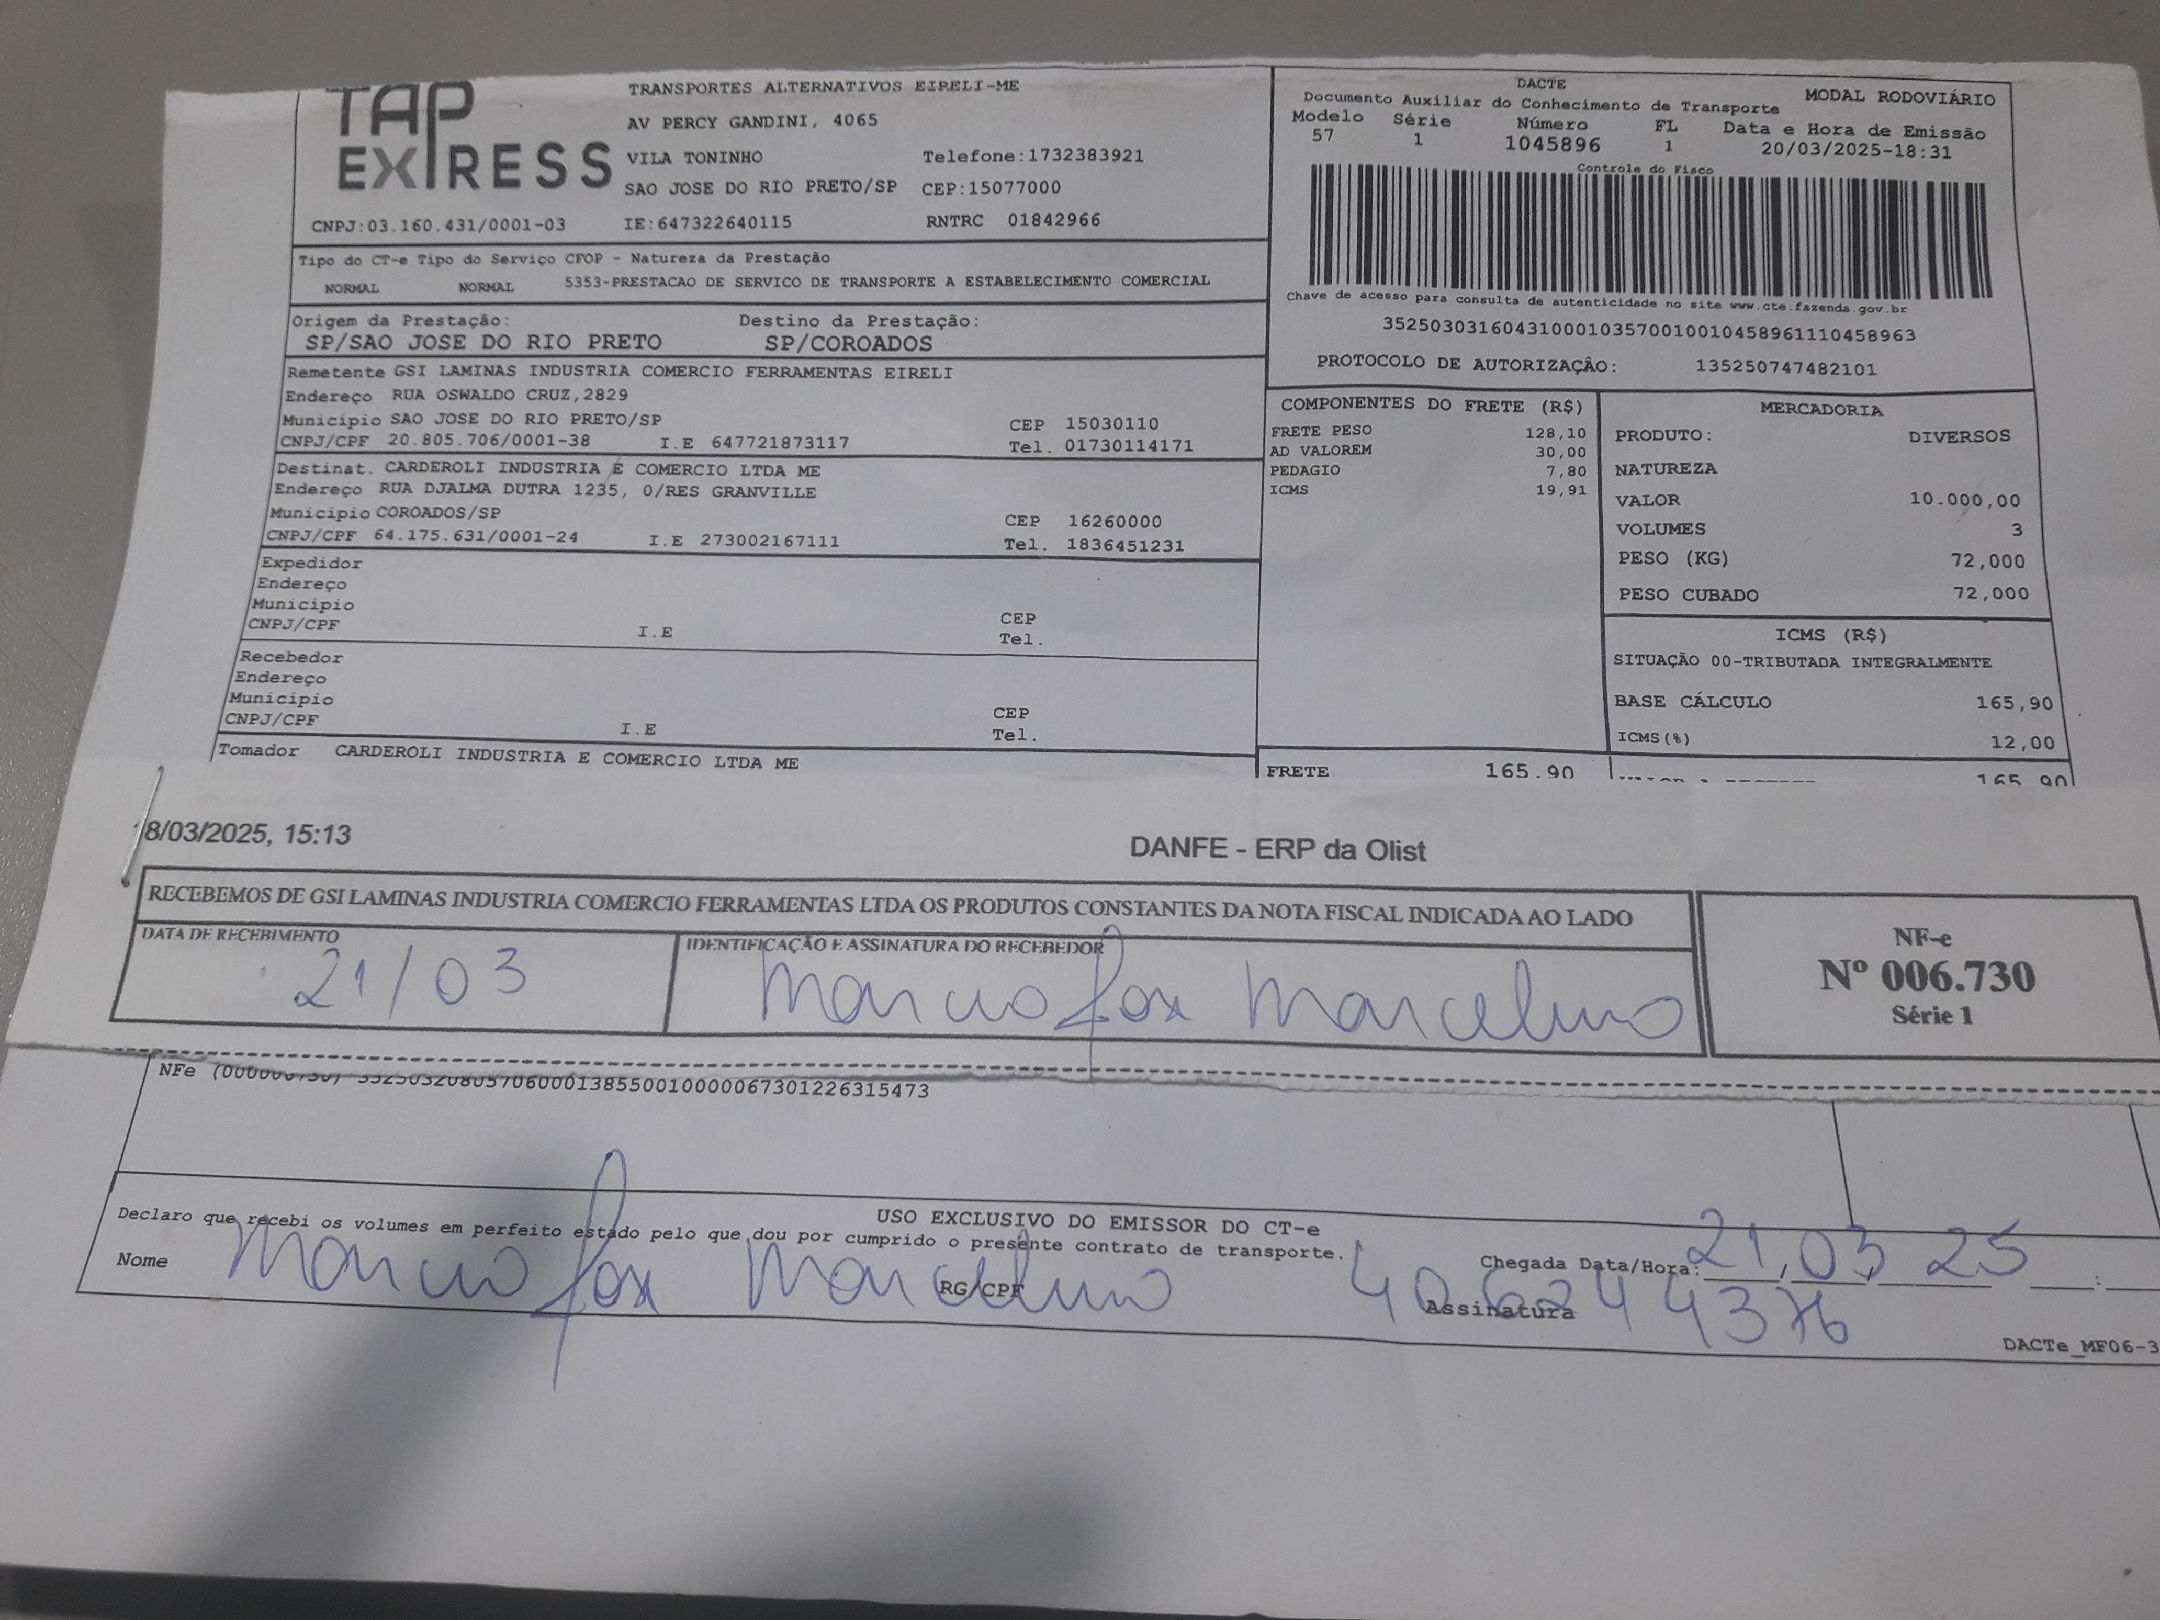 TAP
EXPRESS
TRANSPORTES ALTERNATIVOS EIRELI-ME
AV PERCY GANDINI, 4065
VILA TONINHO Telefone:1732383921
SAO JOSE DO RIO PRETO/SP CEP:15077000
CNPJ:03.160.431/0001-03 IE:647322640115 RNTRC 01842966
DACTE
Documento Auxiliar do Conhecimento de Transporte MODAL RODOVIÁRIO
Modelo Série Número FL Data e Hora de Emissão
57 1 1045896 1 20/03/2025-18:31
Controle do Fisco
Chave de acesso para consulta de autenticidade no site www.cte.fazenda.gov.br
35250303160431000103570010010458961110458963
PROTOCOLO DE AUTORIZAÇÃO: 135250747482101
Tipo do CT-e Tipo do Serviço CFOP - Natureza da Prestação
NORMAL NORMAL 5353-PRESTACAO DE SERVICO DE TRANSPORTE A ESTABELECIMENTO COMERCIAL
Origem da Prestação: Destino da Prestação:
SP/SAO JOSE DO RIO PRETO SP/COROADOS
Remetente GSI LAMINAS INDUSTRIA COMERCIO FERRAMENTAS EIRELI
Endereço RUA OSWALDO CRUZ,2829
Município SAO JOSE DO RIO PRETO/SP CEP 15030110
CNPJ/CPF 20.805.706/0001-38 I.E 647721873117 Tel. 01730114171
Destinat. CARDEROLI INDUSTRIA E COMERCIO LTDA ME
Endereço RUA DJALMA DUTRA 1235, 0/RES GRANVILLE
Município COROADOS/SP CEP 16260000
CNPJ/CPF 64.175.631/0001-24 I.E 273002167111 Tel. 1836451231
Expedidor
Endereço
Município CEP
CNPJ/CPF I.E Tel.
Recebedor
Endereço
Município CEP
CNPJ/CPF I.E Tel.
Tomador CARDEROLI INDUSTRIA E COMERCIO LTDA ME
COMPONENTES DO FRETE (R$)
FRETE PESO 128,10
AD VALOREM 30,00
PEDAGIO 7,80
ICMS 19,91
FRETE 165.90
MERCADORIA
PRODUTO: DIVERSOS
NATUREZA
VALOR 10.000,00
VOLUMES 3
PESO (KG) 72,000
PESO CUBADO 72,000
ICMS (R$)
SITUAÇÃO 00-TRIBUTADA INTEGRALMENTE
BASE CÁLCULO 165,90
ICMS(%) 12,00
165,90
8/03/2025, 15:13 DANFE - ERP da Olist
RECEBEMOS DE GSI LAMINAS INDUSTRIA COMERCIO FERRAMENTAS LTDA OS PRODUTOS CONSTANTES DA NOTA FISCAL INDICADA AO LADO
DATA DE RECEBIMENTO IDENTIFICAÇÃO E ASSINATURA DO RECEBEDOR
21/03 Marcio fox Marcelino
NF-e
Nº 006.730
Série 1
NFe (000006730) 35250320805706000138550010000067301226315473
USO EXCLUSIVO DO EMISSOR DO CT-e
Declaro que recebi os volumes em perfeito estado pelo que dou por cumprido o presente contrato de transporte.
Nome Marcio fox Marcelino RG/CPF Chegada Data/Hora: 21,03 25 :
Assinatura
DACTe_MF06-3